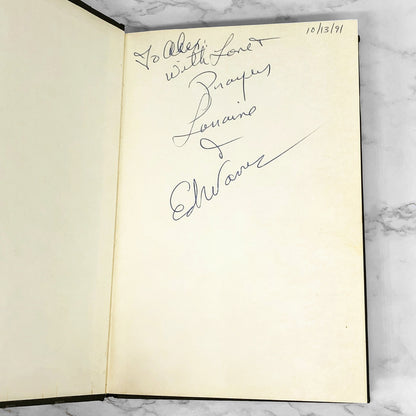 10/13/91
To Alex:
With Love &
Prayers
Lorraine
&
Ed Warren